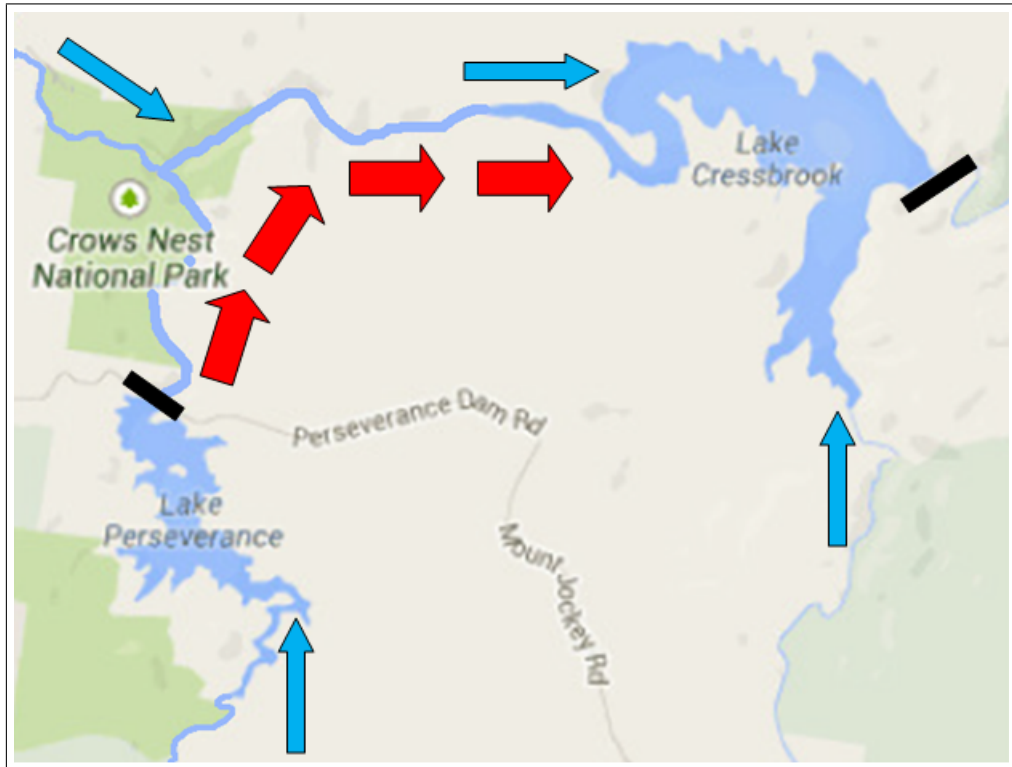 Lake
Cressbrook
Crows Nest
National Park
Perseverance Dam Rd
Lake
Perseverance
Mount Jockey Rd